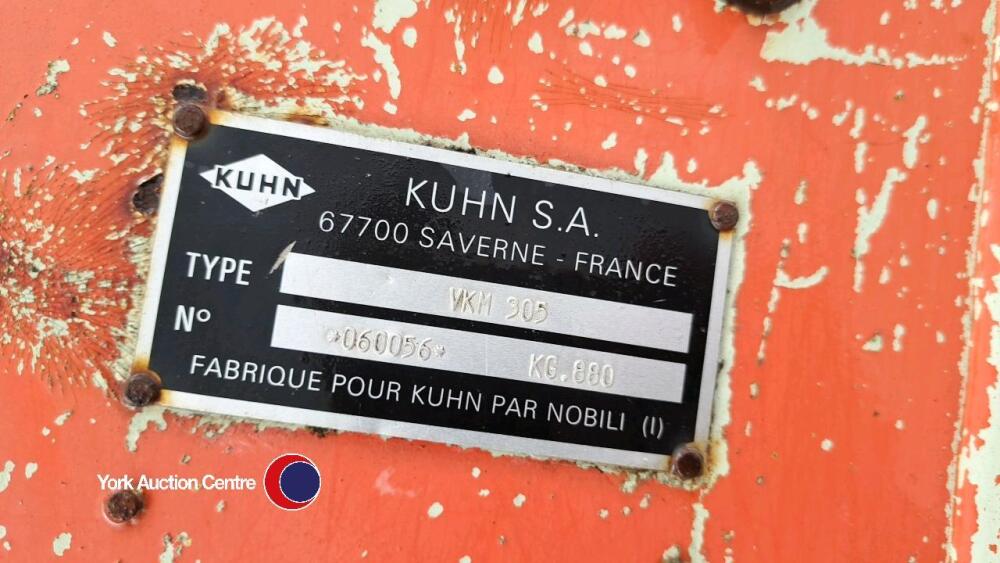 KUHN
KUHN S.A.
67700 SAVERNE - FRANCE
TYPE VKM 305
Nº *060056* KG.880
FABRIQUE POUR KUHN PAR NOBILI (I)
York Auction Centre